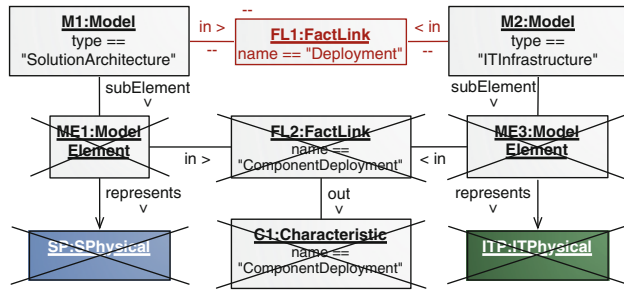 M1:Model
type ==
"SolutionArchitecture"
in >
--
--
FL1:FactLink
name == "Deployment"
< in
--
M2:Model
type ==
"ITInfrastructure"
subElement
v
subElement
v
ME1:Model
Element
in >
FL2:FactLink
name ==
"ComponentDeployment"
< in
ME3:Model
Element
represents
v
out
v
represents
v
SP:SPhysical
C1:Characteristic
name ==
"ComponentDeployment"
ITP:ITPhysical